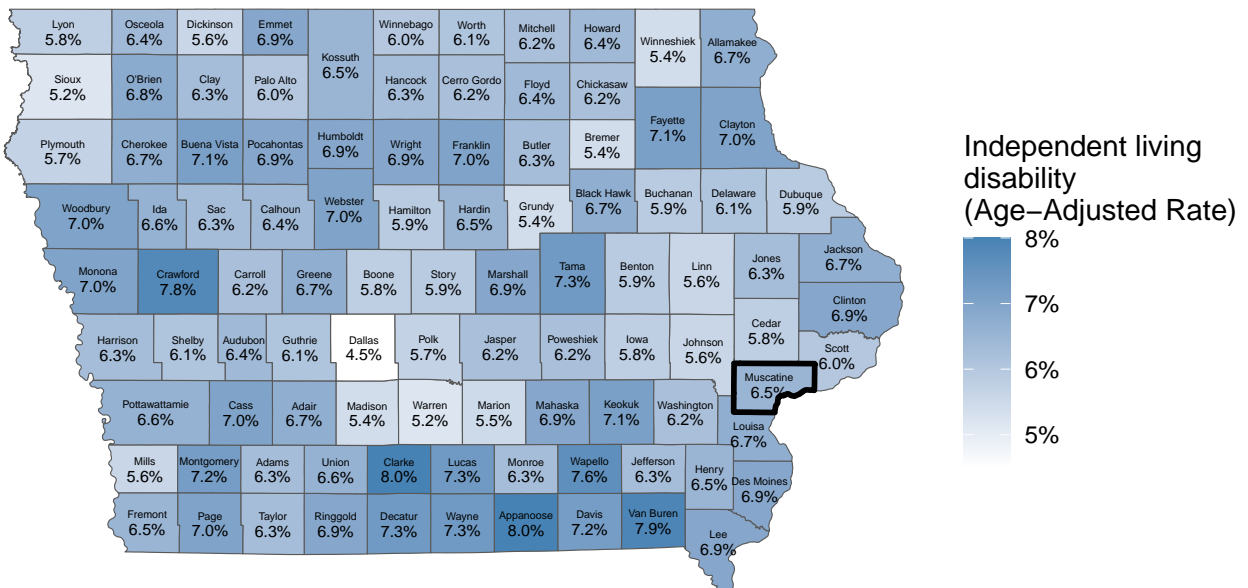 Lyon
5.8%
Osceola
6.4%
Dickinson
5.6%
Emmet
6.9%
Kossuth
6.5%
Winnebago
6.0%
Worth
6.1%
Mitchell
6.2%
Howard
6.4%
Winneshiek
5.4%
Allamakee
6.7%
Sioux
5.2%
O'Brien
6.8%
Clay
6.3%
Palo Alto
6.0%
Hancock
6.3%
Cerro Gordo
6.2%
Floyd
6.4%
Chickasaw
6.2%
Fayette
7.1%
Clayton
7.0%
Plymouth
5.7%
Cherokee
6.7%
Buena Vista
7.1%
Pocahontas
6.9%
Humboldt
6.9%
Wright
6.9%
Franklin
7.0%
Butler
6.3%
Bremer
5.4%
Woodbury
7.0%
Ida
6.6%
Sac
6.3%
Calhoun
6.4%
Webster
7.0%
Hamilton
5.9%
Hardin
6.5%
Grundy
5.4%
Black Hawk
6.7%
Buchanan
5.9%
Delaware
6.1%
Dubuque
5.9%
Monona
7.0%
Crawford
7.8%
Carroll
6.2%
Greene
6.7%
Boone
5.8%
Story
5.9%
Marshall
6.9%
Tama
7.3%
Benton
5.9%
Linn
5.6%
Jones
6.3%
Jackson
6.7%
Clinton
6.9%
Harrison
6.3%
Shelby
6.1%
Audubon
6.4%
Guthrie
6.1%
Dallas
4.5%
Polk
5.7%
Jasper
6.2%
Poweshiek
6.2%
Iowa
5.8%
Johnson
5.6%
Cedar
5.8%
Scott
6.0%
Muscatine
6.5%
Pottawattamie
6.6%
Cass
7.0%
Adair
6.7%
Madison
5.4%
Warren
5.2%
Marion
5.5%
Mahaska
6.9%
Keokuk
7.1%
Washington
6.2%
Louisa
6.7%
Mills
5.6%
Montgomery
7.2%
Adams
6.3%
Union
6.6%
Clarke
8.0%
Lucas
7.3%
Monroe
6.3%
Wapello
7.6%
Jefferson
6.3%
Henry
6.5%
Des Moines
6.9%
Fremont
6.5%
Page
7.0%
Taylor
6.3%
Ringgold
6.9%
Decatur
7.3%
Wayne
7.3%
Appanoose
8.0%
Davis
7.2%
Van Buren
7.9%
Lee
6.9%
Independent living
disability
(Age−Adjusted Rate)
8%
7%
6%
5%